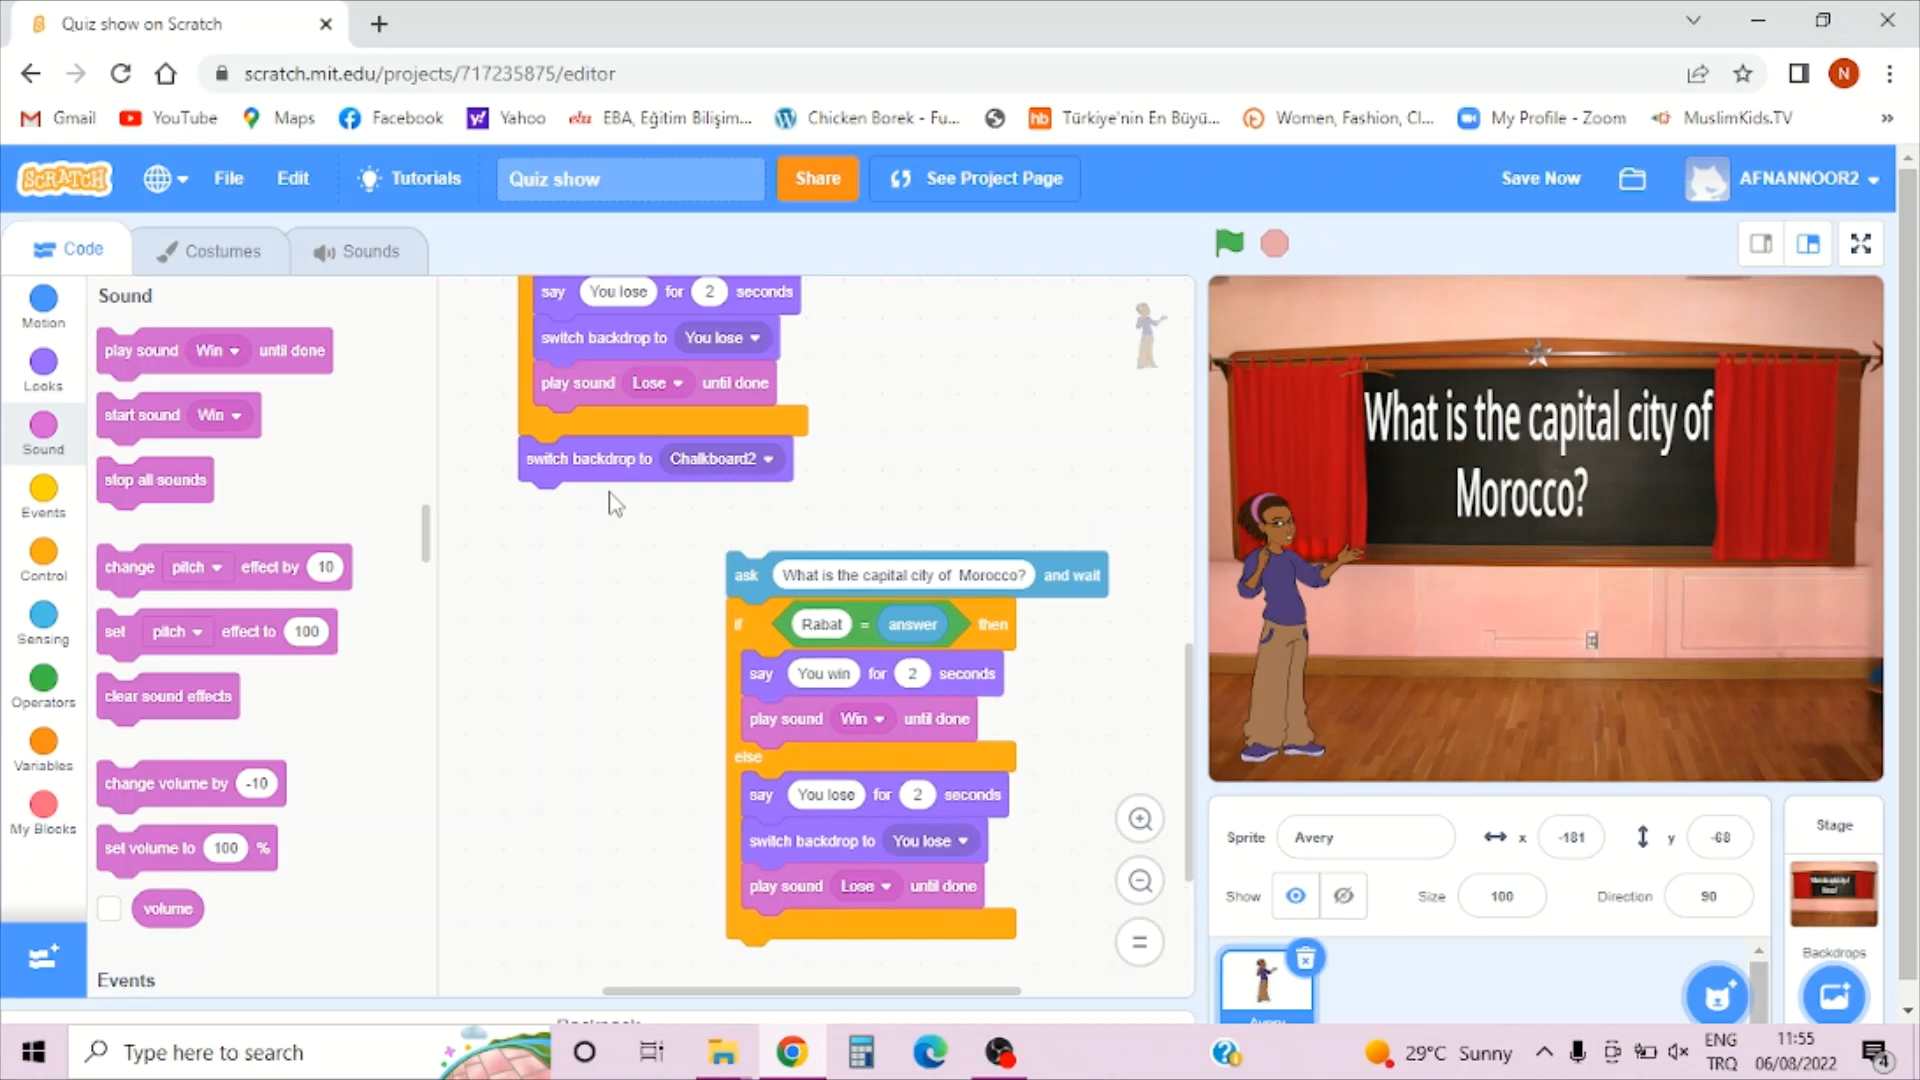 Quiz show on Scratch
scratch.mit.edu/projects/717235875/editor
N
Gmail
YouTube
Maps
Facebook
Yahoo
EBA, Eğitim Bilişim...
Chicken Borek - Fu...
hb
Türkiye'nin En Büyü...
Women, Fashion, Cl...
My Profile - Zoom
MuslimKids.TV
»
SCRATCH
File
Edit
Tutorials
Quiz show
Share
See Project Page
Save Now
AFNANNOOR2
Code
Costumes
Sounds
Motion
Looks
Sound
Events
Control
Sensing
Operators
Variables
My Blocks
Sound
play sound Win until done
start sound Win
stop all sounds
change pitch effect by 10
set pitch effect to 100
clear sound effects
change volume by -10
set volume to 100 %
volume
Events
say You lose for 2 seconds
switch backdrop to You lose
play sound Lose until done
switch backdrop to Chalkboard2
ask What is the capital city of Morocco? and wait
if Rabat = answer then
say You win for 2 seconds
play sound Win until done
else
say You lose for 2 seconds
switch backdrop to You lose
play sound Lose until done
What is the capital city of
Morocco?
Sprite Avery x -181 y -68
Show Size 100 Direction 90
Avery
Stage
Backdrops
Type here to search
29°C Sunny
ENG
TRQ
11:55
06/08/2022
4